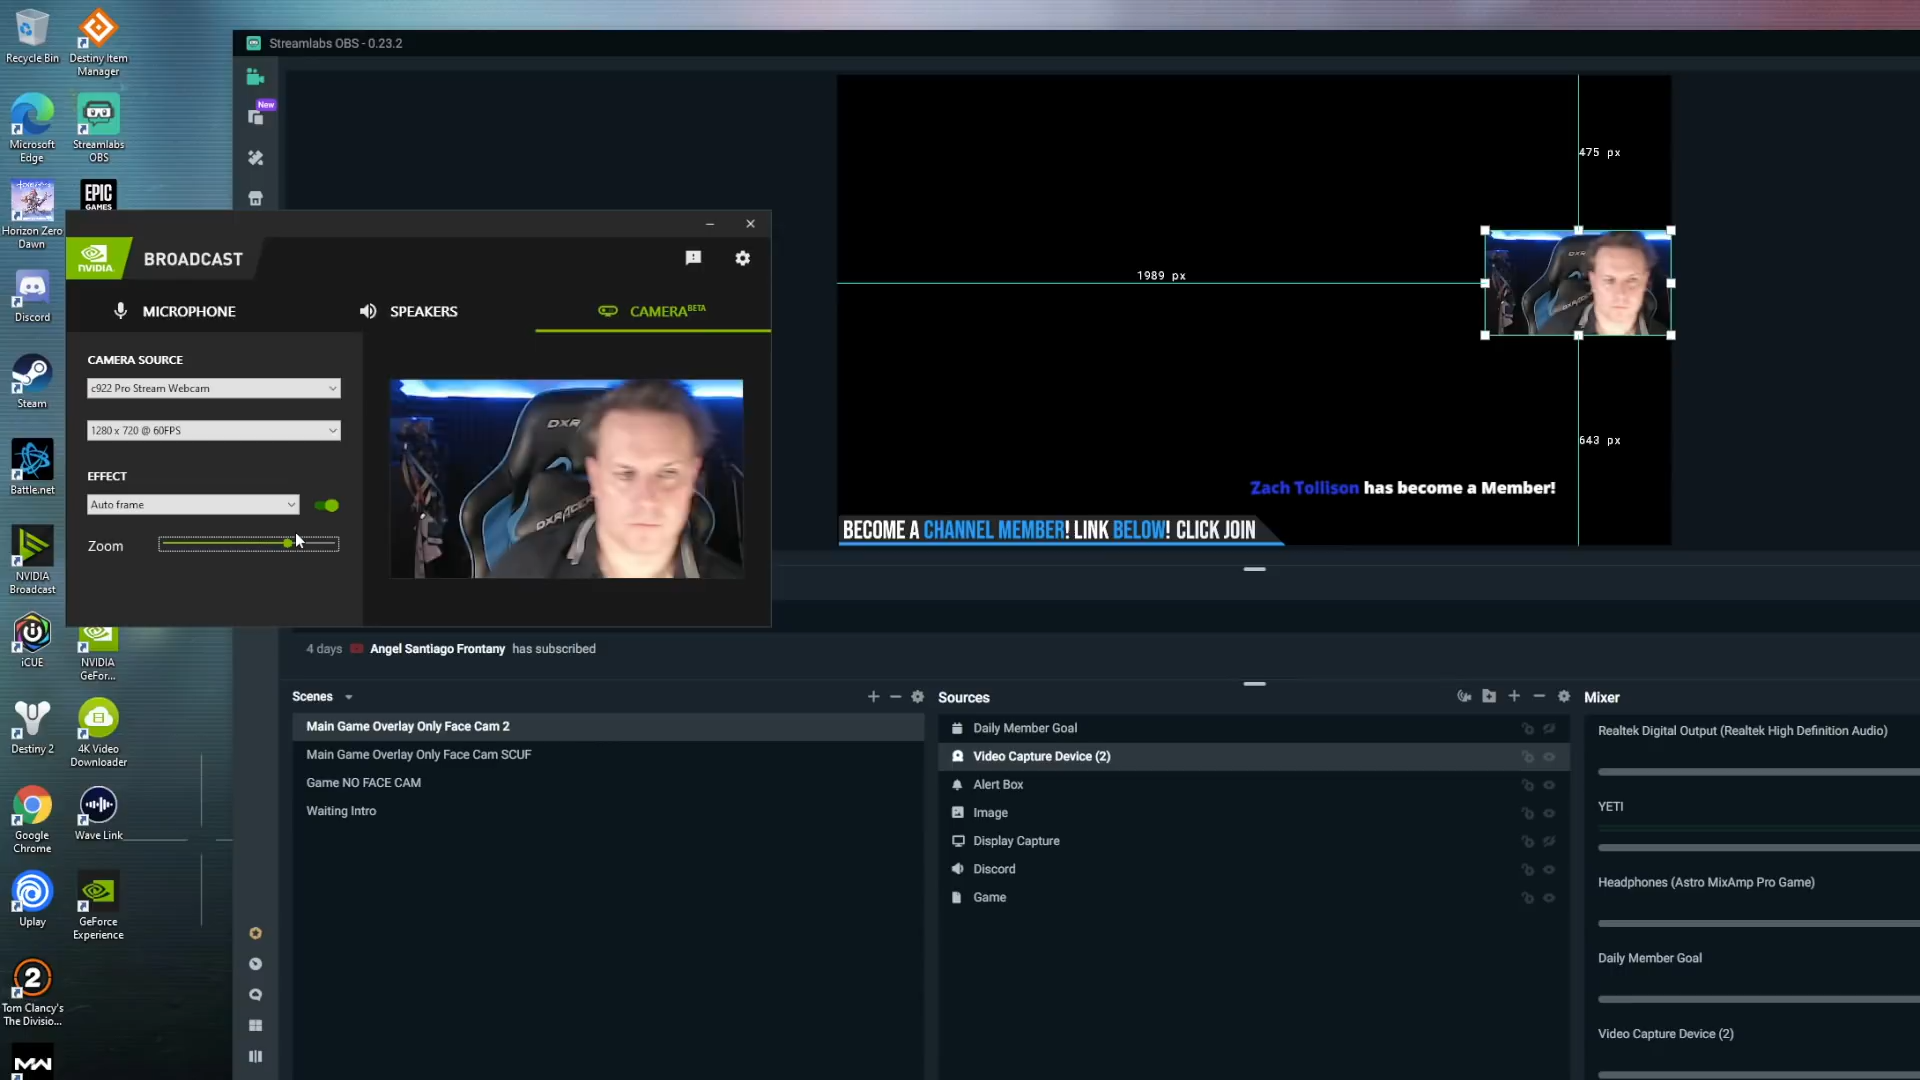 Recycle Bin
Destiny Item
Manager
Microsoft
Edge
Streamlabs
OBS
Horizon Zero
Dawn
EPIC
GAMES
Discord
Steam
Battle.net
NVIDIA
Broadcast
iCUE
NVIDIA
GeFor...
Destiny 2
4K Video
Downloader
Google
Chrome
Wave Link
Uplay
GeForce
Experience
Tom Clancy's
The Divisio...
Streamlabs OBS - 0.23.2
New
NVIDIA.
BROADCAST
MICROPHONE
SPEAKERS
CAMERA BETA
CAMERA SOURCE
c922 Pro Stream Webcam
1280 x 720 @ 60FPS
EFFECT
Auto frame
Zoom
DXR
DXRACER
475 px
1989 px
643 px
Zach Tollison has become a Member!
BECOME A CHANNEL MEMBER! LINK BELOW! CLICK JOIN
4 days Angel Santiago Frontany has subscribed
Scenes
Main Game Overlay Only Face Cam 2
Main Game Overlay Only Face Cam SCUF
Game NO FACE CAM
Waiting Intro
Sources
Daily Member Goal
Video Capture Device (2)
Alert Box
Image
Display Capture
Discord
Game
Mixer
Realtek Digital Output (Realtek High Definition Audio)
YETI
Headphones (Astro MixAmp Pro Game)
Daily Member Goal
Video Capture Device (2)